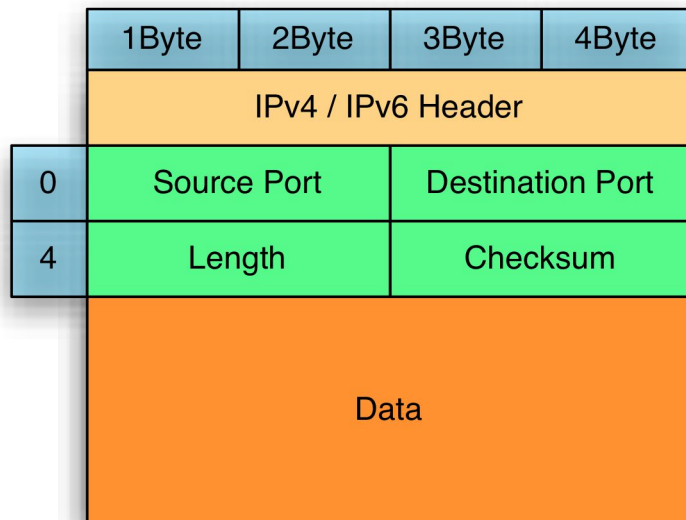 1Byte 2Byte 3Byte 4Byte
IPv4 / IPv6 Header
0 Source Port Destination Port
4 Length Checksum
Data